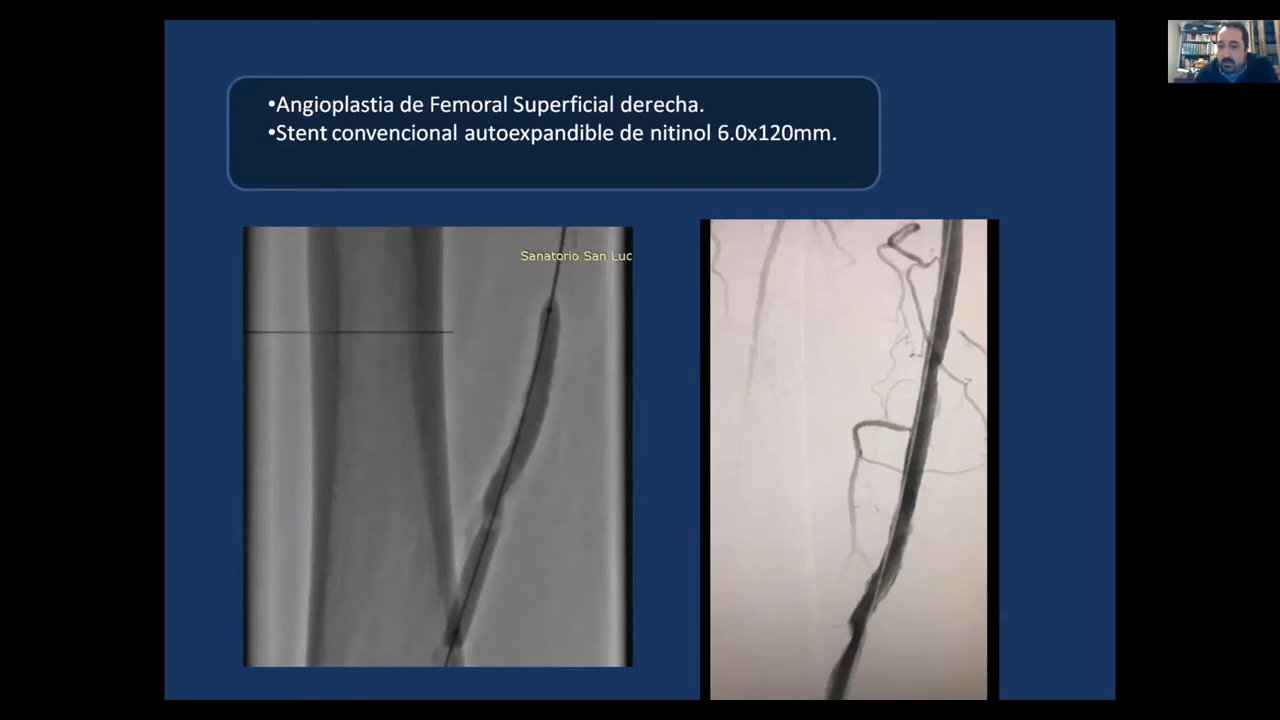 •Angioplastia de Femoral Superficial derecha.
•Stent convencional autoexpandible de nitinol 6.0x120mm.
Sanatorio San Luc